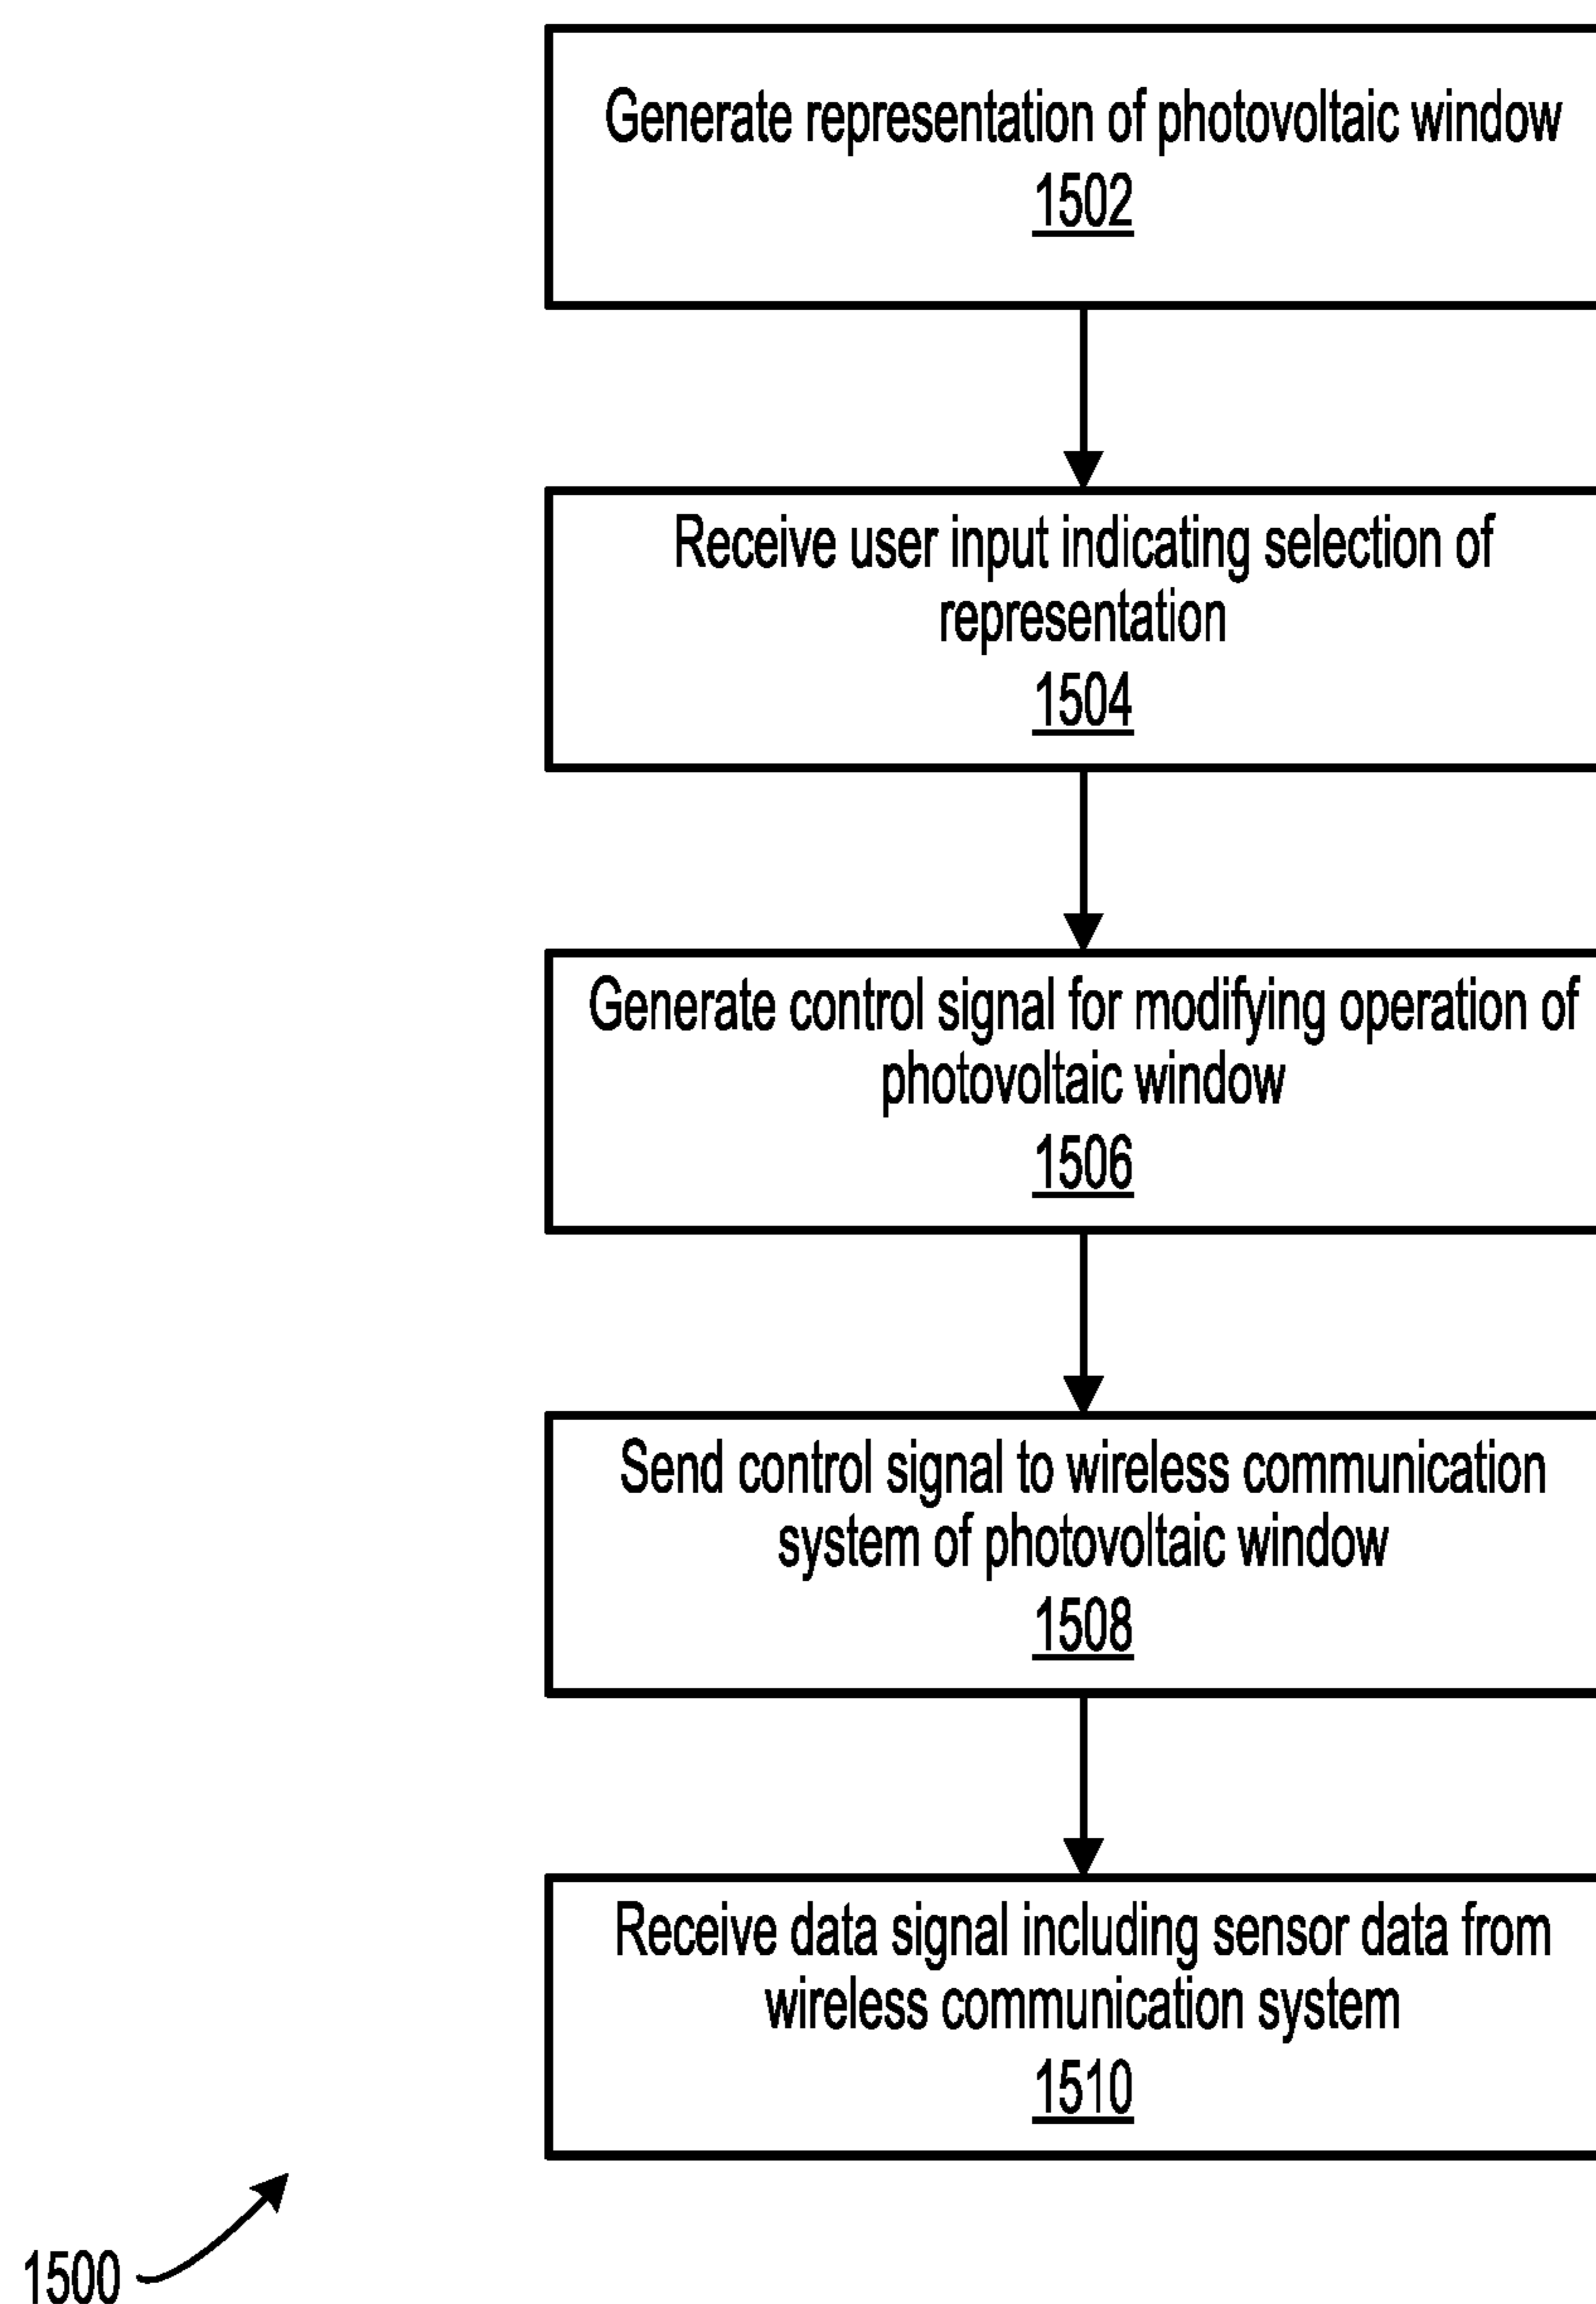 Generate representation of photovoltaic window
1502
Receive user input indicating selection of
representation
1504
Generate control signal for modifying operation of
photovoltaic window
1506
Send control signal to wireless communication
system of photovoltaic window
1508
Receive data signal including sensor data from
wireless communication system
1510
1500